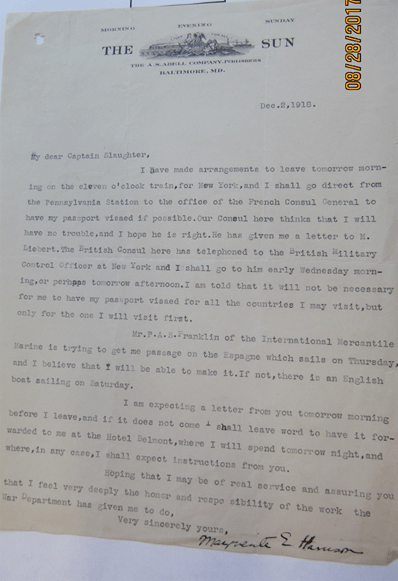 MORNING EVENING SUNDAY
THE SUN
THE A.S. ABELL COMPANY, PUBLISHERS
BALTIMORE, MD.
08/28/2017
Dec.2,1918.
My dear Captain Slaughter,
I have made arrangements to leave tomorrow morn-
ing on the eleven o'clock train,for New York,and I shall go direct from
the Pennsylvania Station to the office of the French Consul General to
have my passport vissed if possible.Our Consul here thinks that I will
have no trouble,and I hope he is right.He has given me a letter to M.
Liebert.The British Consul here has telephoned to the British Military
Control Officer at New York and I shall go to him early Wednesday morn-
ing,or perhaps tomorrow afternoon.I am told that it will not be necessary
for me to have my passport vissed for all the countries I may visit,but
only for the one I will visit first.
Mr.P.A.S.Franklin of the International Mercantile
Marine is trying to get me passage on the Espagne which sails on Thursday,
and I believe that I will be able to make it.If not,there is an English
boat sailing on Saturday.
I am expecting a letter from you tomorrow morning
before I leave,and if it does not come I shall leave word to have it for-
warded to me at the Hotel Belmont,where I will spend tomorrow night,and
where,in any case,I shall expect instructions from you.
Hoping that I may be of real service and assuring you
that I feel very deeply the honor and respo sibility of the work the
War Department has given me to do,
Very sincerely yours,
Marguerite E Harrison